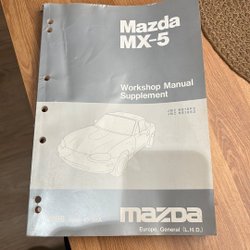 Mazda
MX-5
Workshop Manual
Supplement
mazda
Europe, General (L.H.D.)